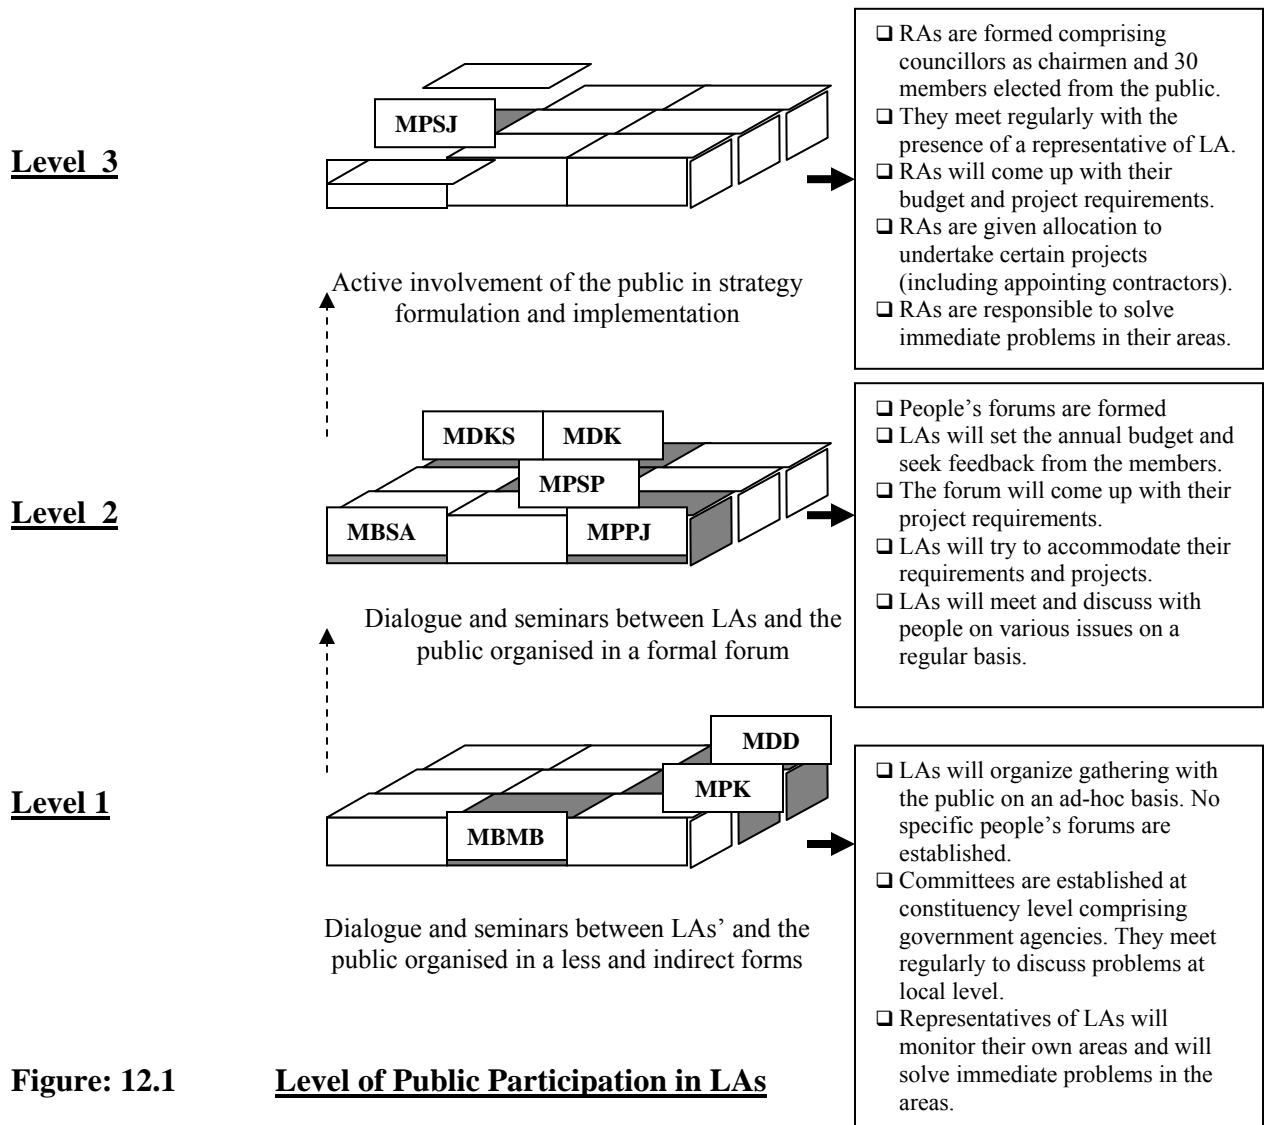 Level 3
MPSJ
Active involvement of the public in strategy
formulation and implementation
❑ RAs are formed comprising
councillors as chairmen and 30
members elected from the public.
❑ They meet regularly with the
presence of a representative of LA.
❑ RAs will come up with their
budget and project requirements.
❑ RAs are given allocation to
undertake certain projects
(including appointing contractors).
❑ RAs are responsible to solve
immediate problems in their areas.
Level 2
MDKS
MDK
MPSP
MBSA
MPPJ
Dialogue and seminars between LAs and the
public organised in a formal forum
❑ People’s forums are formed
❑ LAs will set the annual budget and
seek feedback from the members.
❑ The forum will come up with their
project requirements.
❑ LAs will try to accommodate their
requirements and projects.
❑ LAs will meet and discuss with
people on various issues on a
regular basis.
Level 1
MDD
MPK
MBMB
Dialogue and seminars between LAs’ and the
public organised in a less and indirect forms
❑ LAs will organize gathering with
the public on an ad-hoc basis. No
specific people’s forums are
established.
❑ Committees are established at
constituency level comprising
government agencies. They meet
regularly to discuss problems at
local level.
❑ Representatives of LAs will
monitor their own areas and will
solve immediate problems in the
areas.
Figure: 12.1 Level of Public Participation in LAs